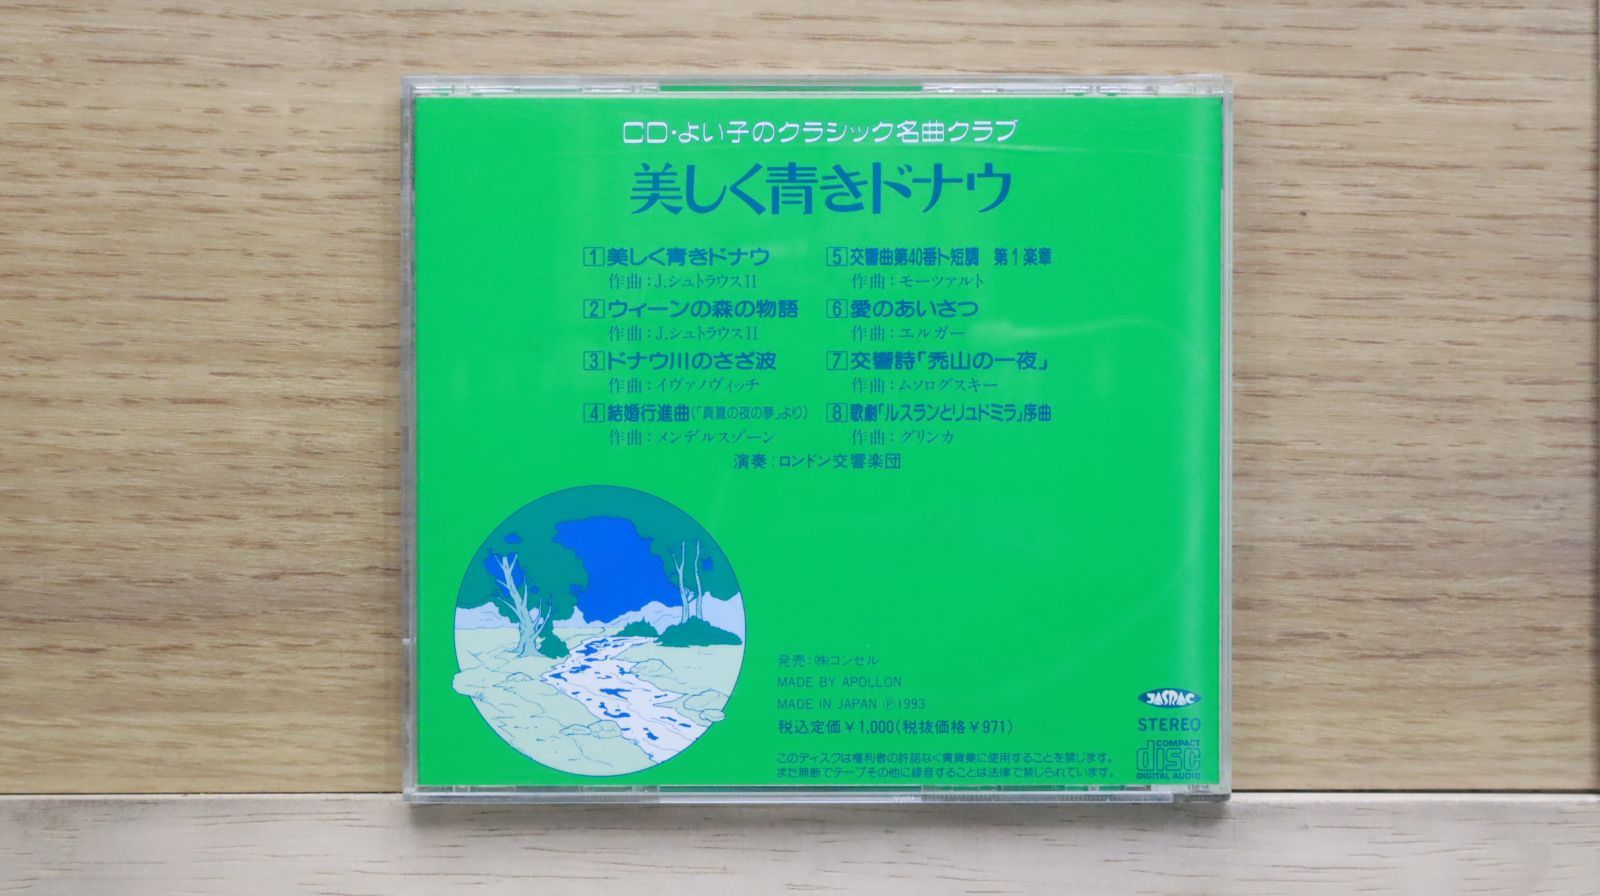 CD・よい子のクラシック名曲クラブ
美しく青きドナウ
1 美しく青きドナウ
作曲：J.シュトラウスII
2 ウィーンの森の物語
作曲：J.シュトラウスII
3 ドナウ川のさざ波
作曲：イヴァノヴィッチ
4 結婚行進曲(「真夏の夜の夢」より)
作曲：メンデルスゾーン
5 交響曲第40番ト短調　第1楽章
作曲：モーツァルト
6 愛のあいさつ
作曲：エルガー
7 交響詩「禿山の一夜」
作曲：ムソログスキー
8 歌劇「ルスランとリュドミラ」序曲
作曲：グリンカ
演奏：ロンドン交響楽団
発売：㈱コンセル
MADE BY APOLLON
MADE IN JAPAN Ⓟ1993
税込定価￥1,000(税抜価格￥971)
このディスクは権利者の許諾なく賃貸業に使用することを禁じます。
また無断でテープその他に録音することは法律で禁じられています。
JASRAC
STEREO
COMPACT
disc
DIGITAL AUDIO